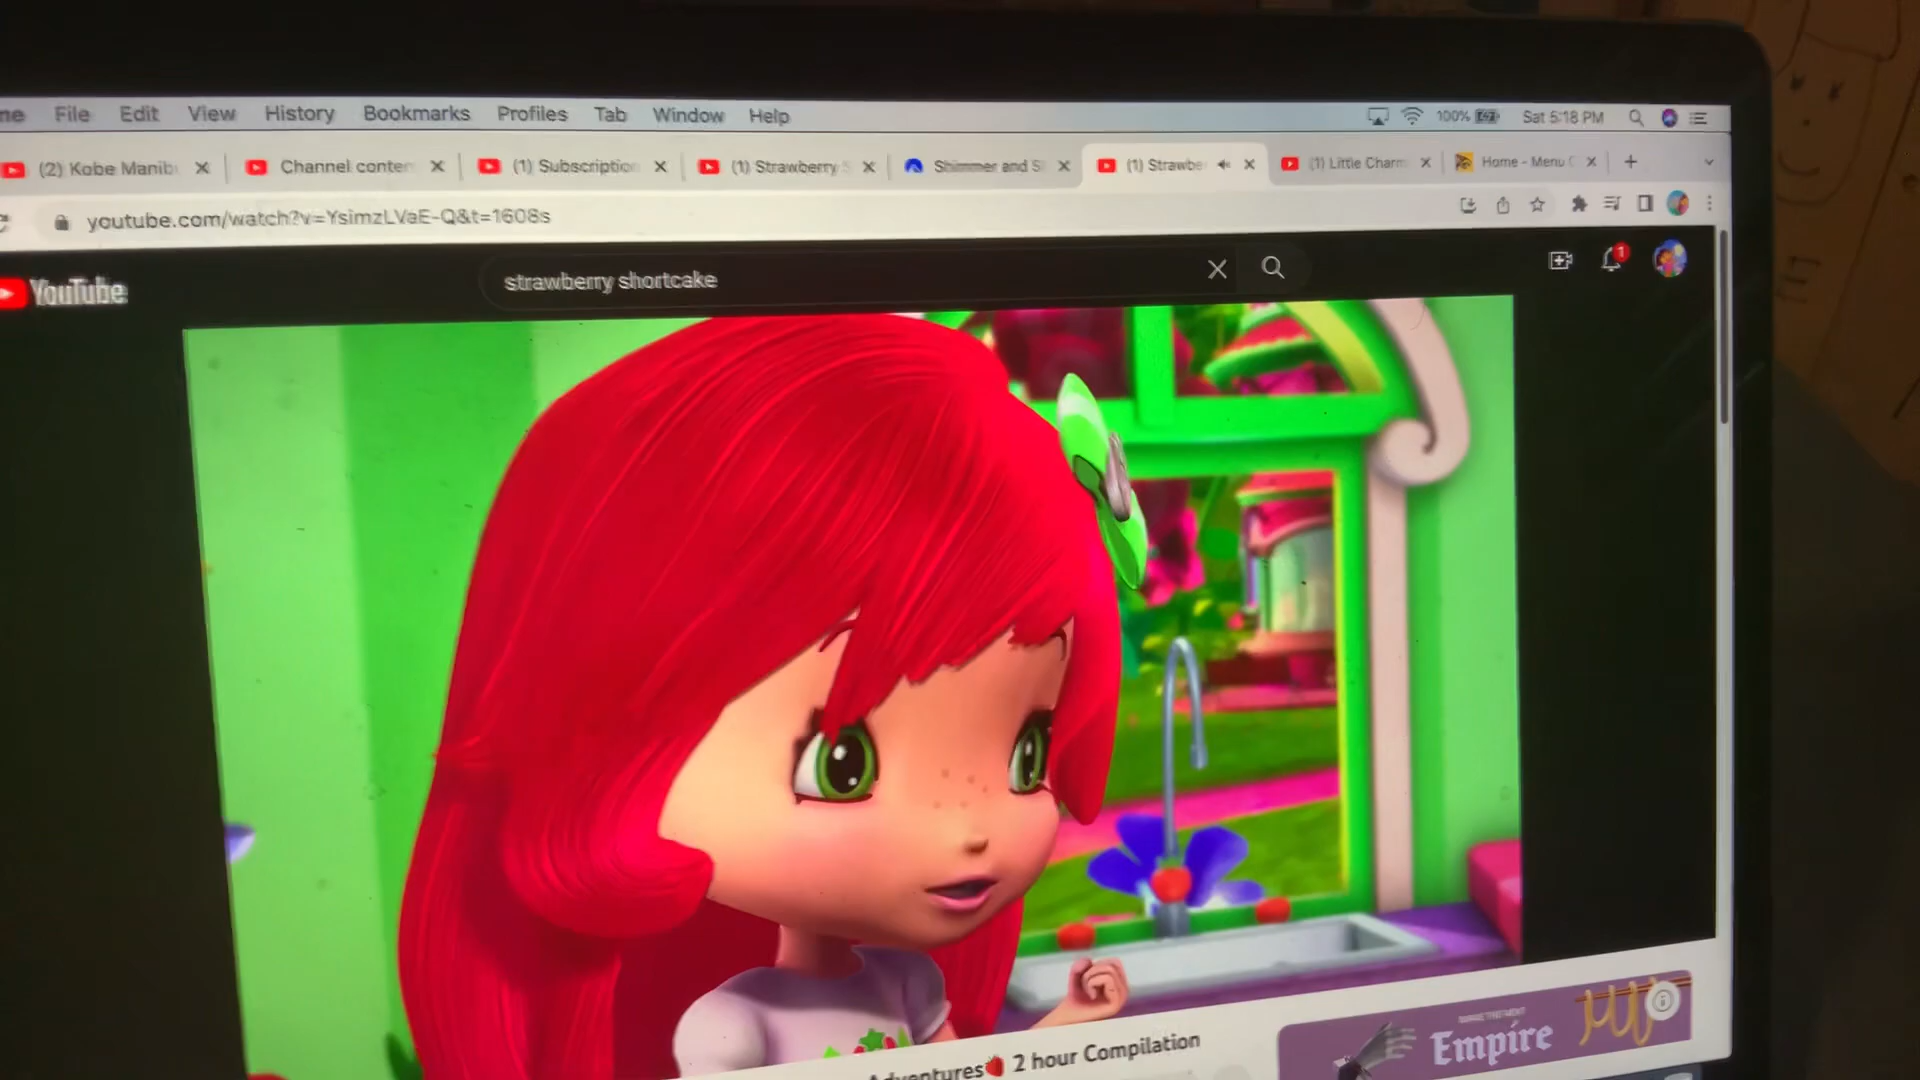 File Edit View History Bookmarks Profiles Tab Window Help 100% Sat 5:18 PM
(2) Kobe Manib Channel conten (1) Subscription (1) Strawberry S Shimmer and S (1) Strawbe (1) Little Charm Home - Menu
youtube.com/watch?v=YsimzLVaE-Q&t=1608s
YouTube strawberry shortcake 1
Adventures🍓 2 hour Compilation
Empire